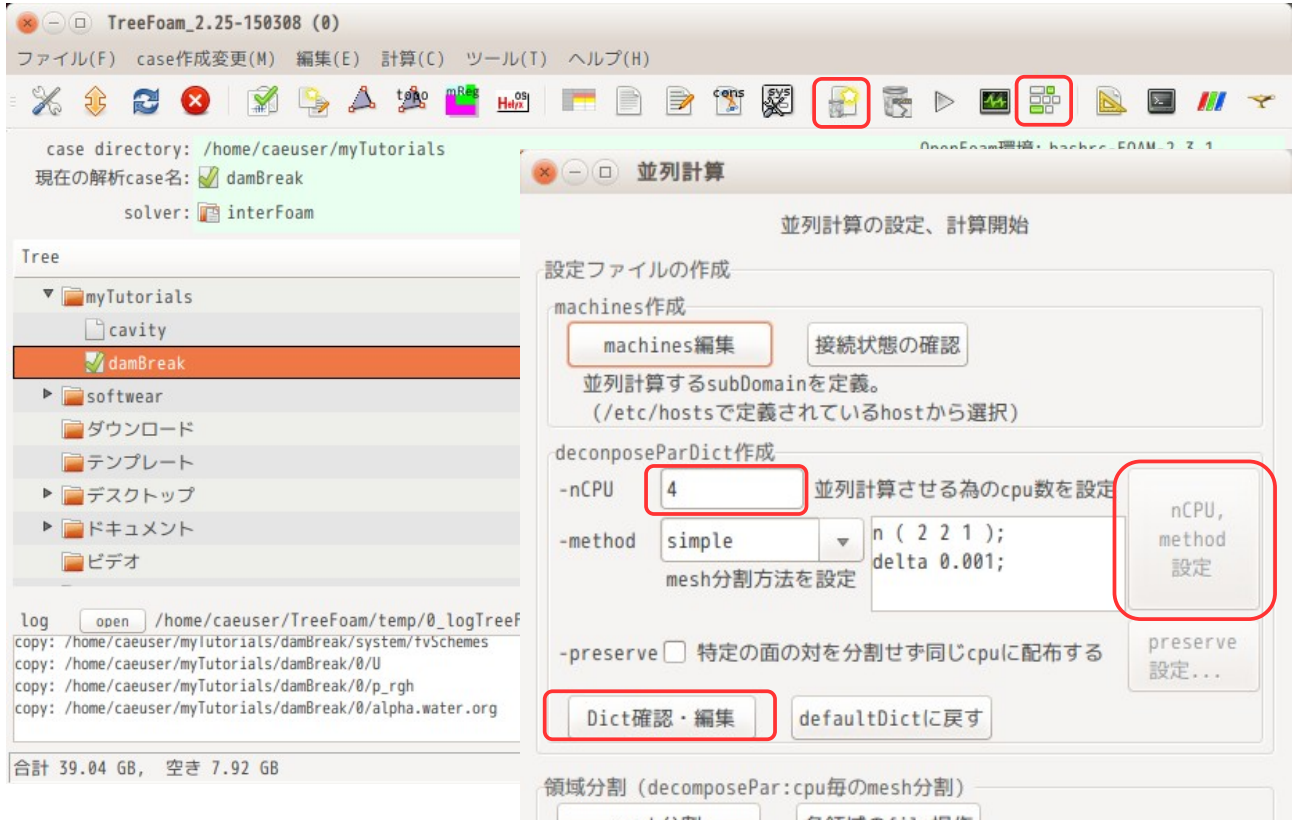 TreeFoam_2.25-150308 (0)
ファイル(F) case作成変更(M) 編集(E) 計算(C) ツール(T) ヘルプ(H)
topo mReg Helyx OS cons sys
case directory: /home/caeuser/myTutorials
現在の解析case名: damBreak
solver: interFoam
Tree
myTutorials
cavity
damBreak
softwear
ダウンロード
テンプレート
デスクトップ
ドキュメント
ビデオ
log open /home/caeuser/TreeFoam/temp/0_logTreeF
copy: /home/caeuser/myTutorials/damBreak/system/fvSchemes
copy: /home/caeuser/myTutorials/damBreak/0/U
copy: /home/caeuser/myTutorials/damBreak/0/p_rgh
copy: /home/caeuser/myTutorials/damBreak/0/alpha.water.org
合計 39.04 GB, 空き 7.92 GB
並列計算
並列計算の設定、計算開始
設定ファイルの作成
machines作成
machines編集 接続状態の確認
並列計算するsubDomainを定義。
(/etc/hostsで定義されているhostから選択)
deconposeParDict作成
-nCPU 4 並列計算させる為のcpu数を設定
-method simple
n ( 2 2 1 );
delta 0.001;
mesh分割方法を設定
nCPU,
method
設定
-preserve 特定の面の対を分割せず同じcpuに配布する
preserve
設定...
Dict確認・編集 defaultDictに戻す
領域分割 (decomposePar:cpu毎のmesh分割)